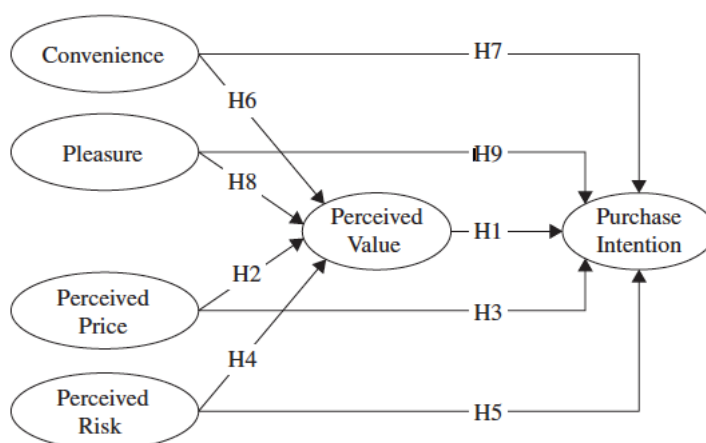 Convenience
H7
H6
Pleasure
H9
H8
Perceived
Value
H1
Purchase
Intention
H2
Perceived
Price
H3
H4
Perceived
Risk
H5